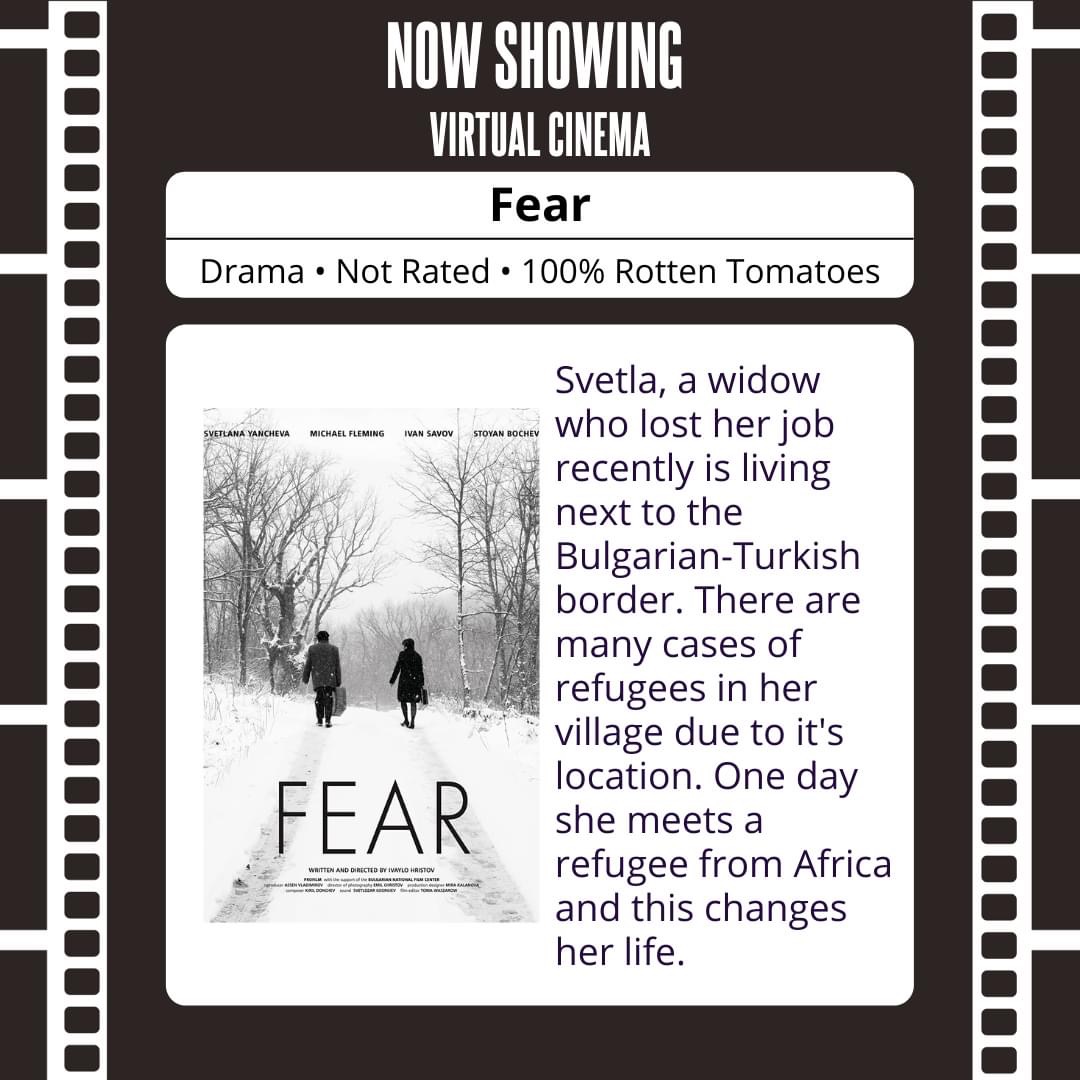 NOW SHOWING
VIRTUAL CINEMA
Fear
Drama • Not Rated • 100% Rotten Tomatoes
SVETLANA YANCHEVA MICHAEL FLEMING IVAN SAVOV STOYAN BOCHEV
FEAR
WRITTEN AND DIRECTED BY IVAYLO HRISTOV
PROFILM with the support of the BULGARIAN NATIONAL FILM CENTER
producer ASSEN VLADIMIROV director of photography EMIL CHRISTOV production designer MIRA KALANOVA
composer KIRIL DONCHEV sound SVETLOZAR GEORGIEV film editor TOMA WASZAROW
Svetla, a widow
who lost her job
recently is living
next to the
Bulgarian-Turkish
border. There are
many cases of
refugees in her
village due to it's
location. One day
she meets a
refugee from Africa
and this changes
her life.